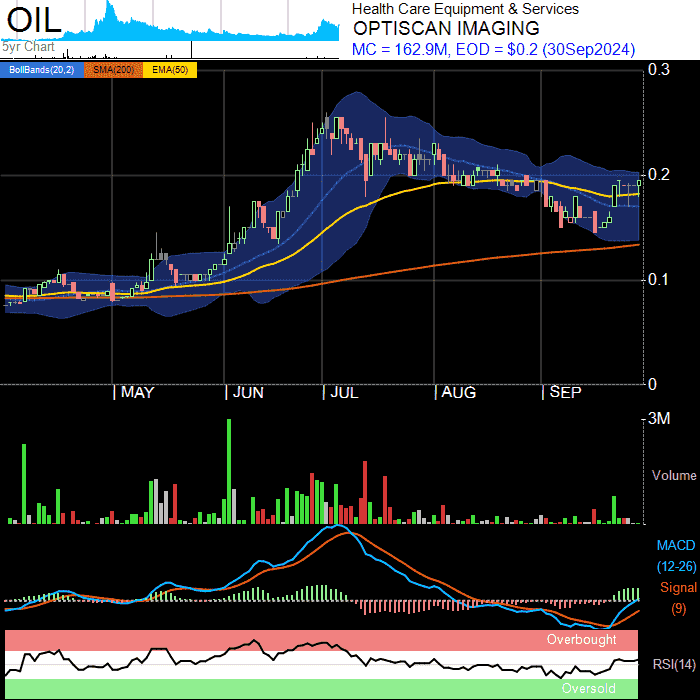 OIL
5yr Chart
Health Care Equipment & Services
OPTISCAN IMAGING
MC = 162.9M, EOD = $0.2 (30Sep2024)
BollBands(20,2) SMA(200) EMA(50)
0.3
0.2
0.1
0
MAY JUN JUL AUG SEP
3M
Volume
MACD
(12-26)
Signal
(9)
Overbought
RSI(14)
Oversold